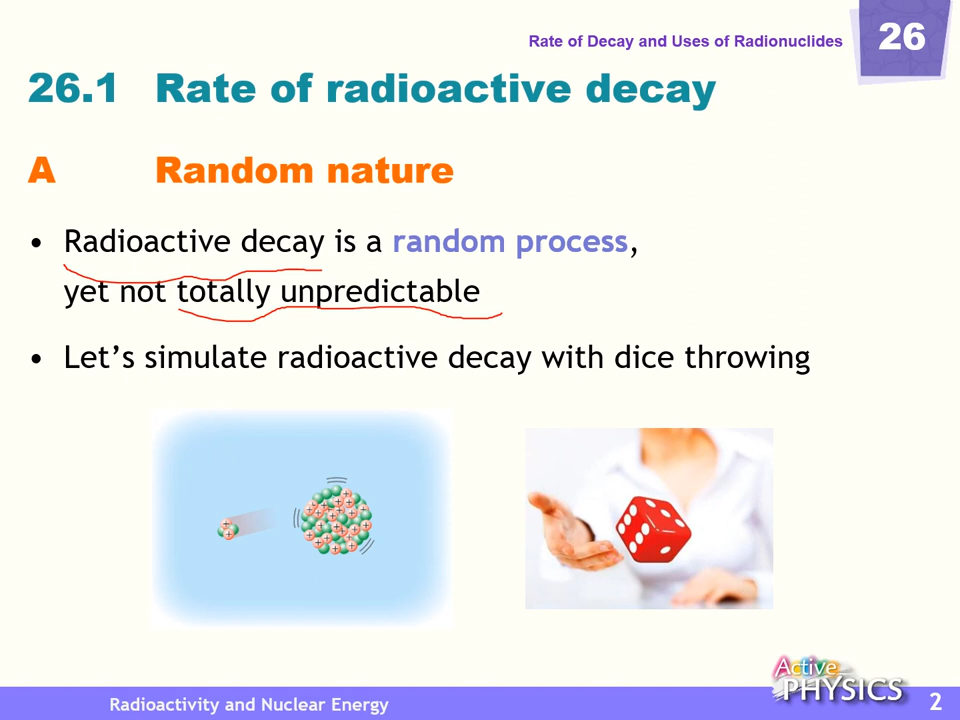 Rate of Decay and Uses of Radionuclides 26
26.1 Rate of radioactive decay
A Random nature
• Radioactive decay is a random process,
yet not totally unpredictable
• Let’s simulate radioactive decay with dice throwing
Active
PHYSICS
Radioactivity and Nuclear Energy 2